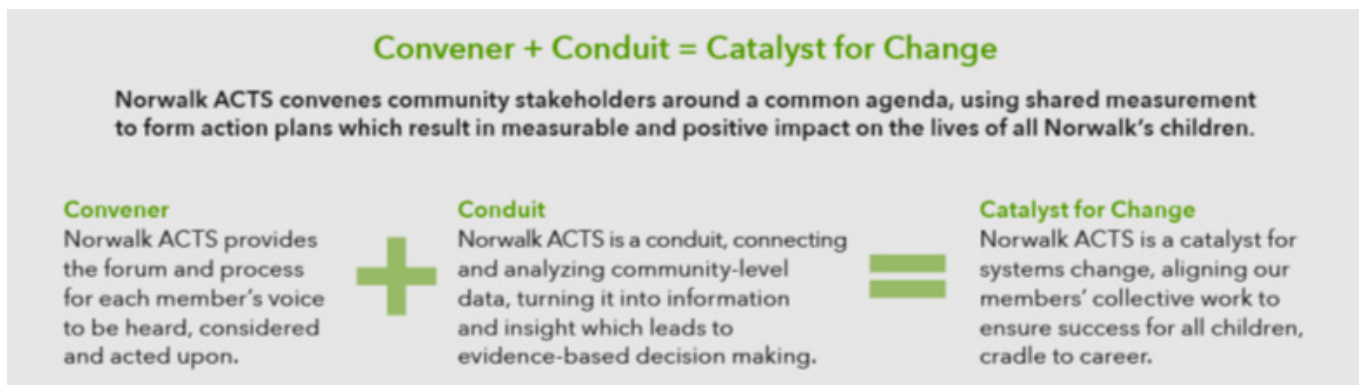 Convener + Conduit = Catalyst for Change
Norwalk ACTS convenes community stakeholders around a common agenda, using shared measurement
to form action plans which result in measurable and positive impact on the lives of all Norwalk's children.
Convener
Norwalk ACTS provides
the forum and process
for each member's voice
to be heard, considered
and acted upon.
+
Conduit
Norwalk ACTS is a conduit, connecting
and analyzing community-level
data, turning it into information
and insight which leads to
evidence-based decision making.
=
Catalyst for Change
Norwalk ACTS is a catalyst for
systems change, aligning our
members' collective work to
ensure success for all children,
cradle to career.